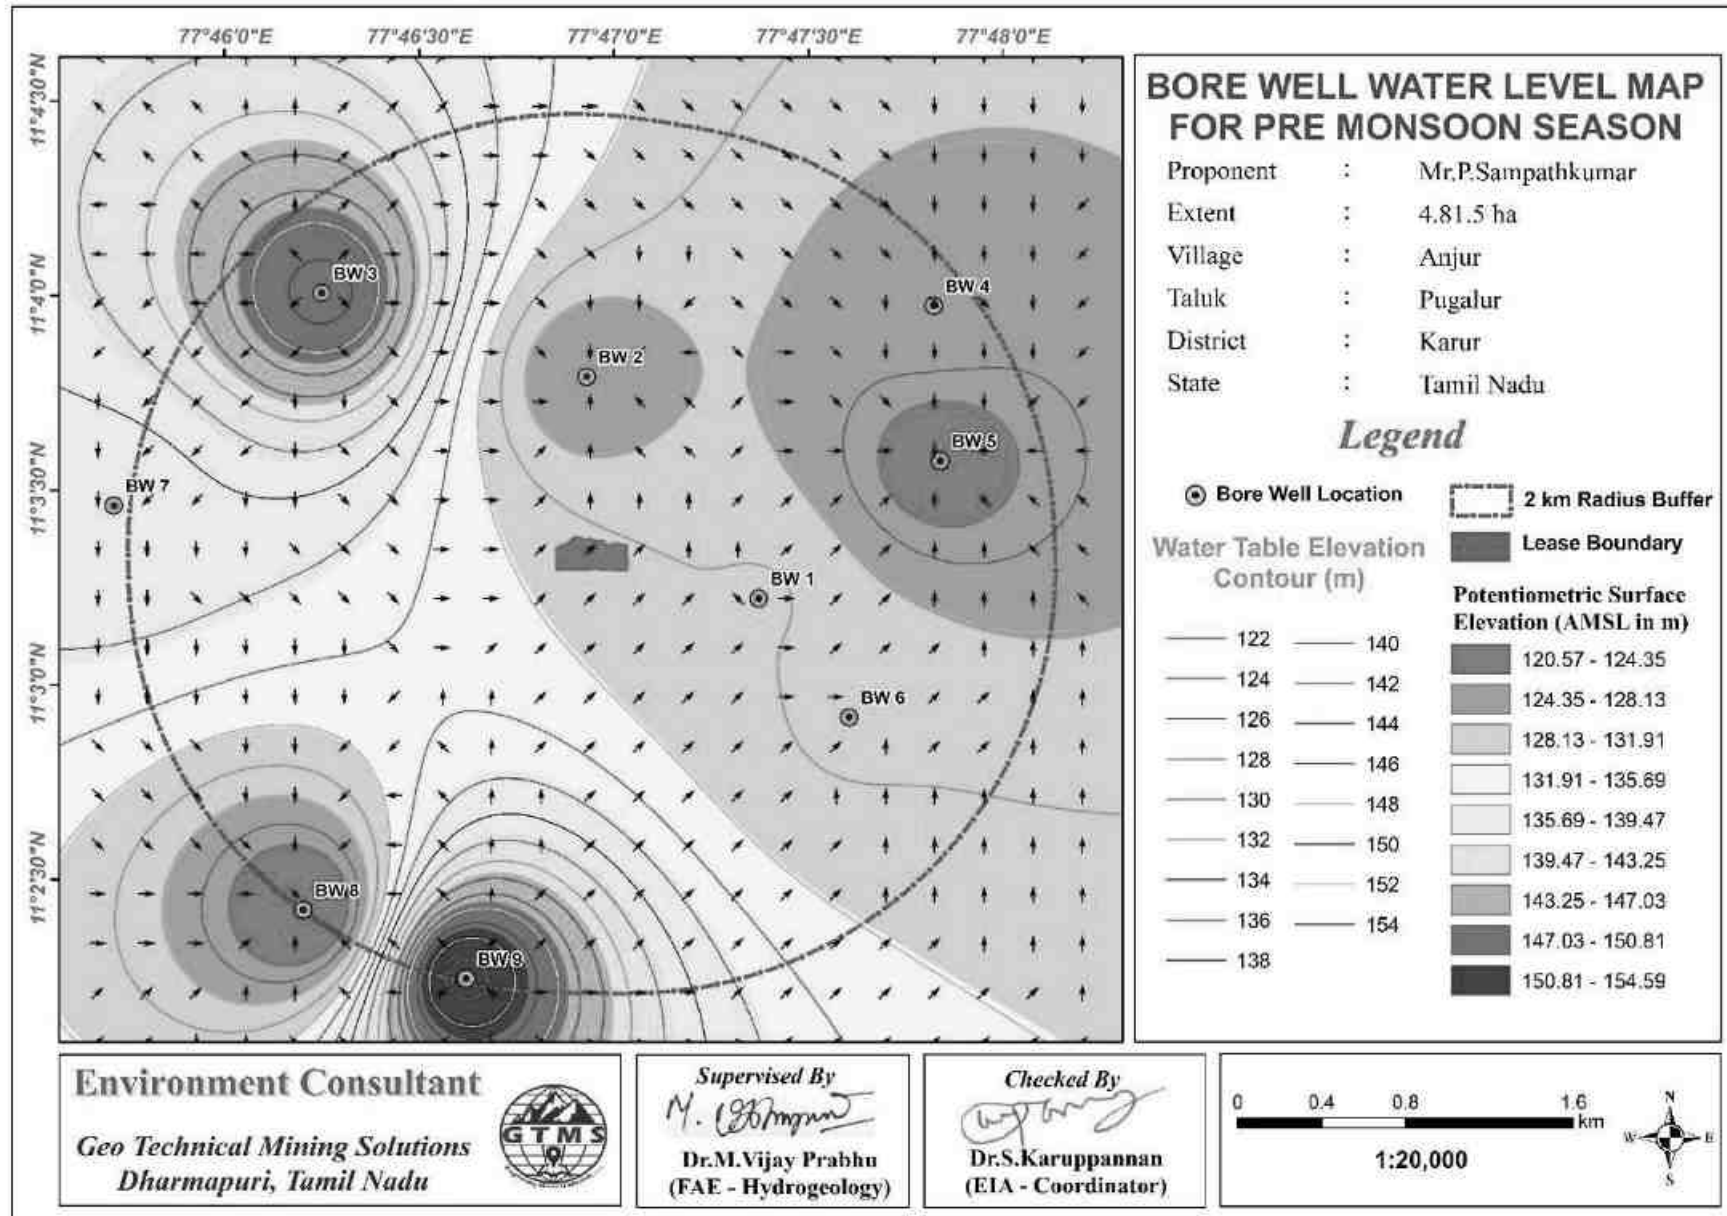 77°46'0"E 77°46'30"E 77°47'0"E 77°47'30"E 77°48'0"E
11°4'30"N
11°4'0"N
11°3'30"N
11°3'0"N
11°2'30"N
BW 3
BW 4
BW 2
BW 5
BW 7
BW 1
BW 6
BW 8
BW 9
BORE WELL WATER LEVEL MAP
FOR PRE MONSOON SEASON
Proponent : Mr.P.Sampathkumar
Extent : 4.81.5 ha
Village : Anjur
Taluk : Pugalur
District : Karur
State : Tamil Nadu
Legend
Bore Well Location
2 km Radius Buffer
Lease Boundary
Water Table Elevation
Contour (m)
122 140
124 142
126 144
128 146
130 148
132 150
134 152
136 154
138
Potentiometric Surface
Elevation (AMSL in m)
120.57 - 124.35
124.35 - 128.13
128.13 - 131.91
131.91 - 135.69
135.69 - 139.47
139.47 - 143.25
143.25 - 147.03
147.03 - 150.81
150.81 - 154.59
Environment Consultant
Geo Technical Mining Solutions
Dharmapuri, Tamil Nadu
GTMS
Supervised By
Dr.M.Vijay Prabhu
(FAE - Hydrogeology)
Checked By
Dr.S.Karuppannan
(EIA - Coordinator)
0 0.4 0.8 1.6
km
1:20,000
N
W E
S